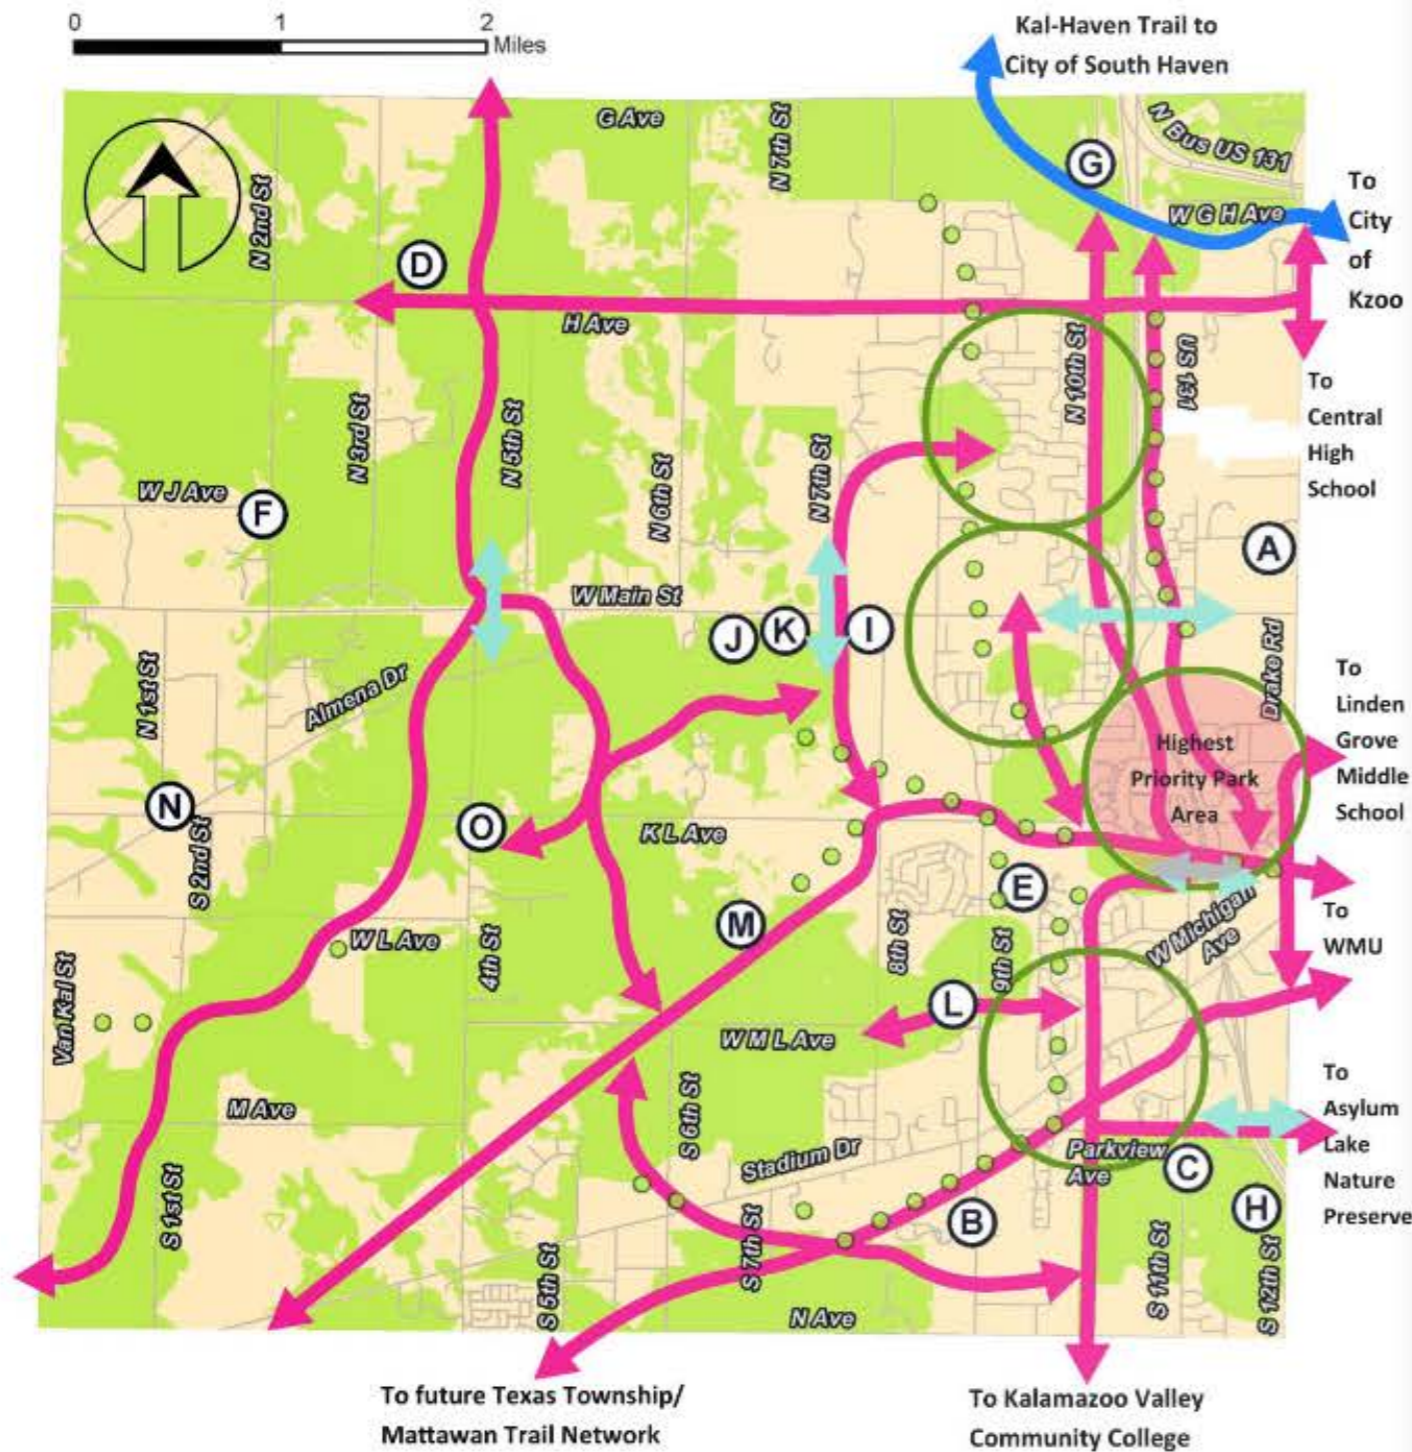 0 1 2
Miles
Kal-Haven Trail to
City of South Haven
G Ave
N 7th St
N Bus US 131
G
To
City
of
Kzoo
W G H Ave
N 2nd St
D
H Ave
N 3rd St
N 5th St
N 10th St
US 131
To
Central
High
School
N 7th St
N 6th St
W J Ave
F
A
W Main St
J
K
I
N 1st St
Almena Dr
Drake Rd
To
Linden
Grove
Middle
School
Highest
Priority Park
Area
N
O
K L Ave
S 2nd St
E
M
W Michigan
Ave
To
WMU
W L Ave
4th St
8th St
9th St
Van Kal St
L
W M L Ave
M Ave
S 6th St
Stadium Dr
Parkview
Ave
C
To
Asylum
Lake
Nature
Preserve
S 1st St
B
H
S 5th St
S 7th St
S 11th St
S 12th St
N Ave
To future Texas Township/
Mattawan Trail Network
To Kalamazoo Valley
Community College